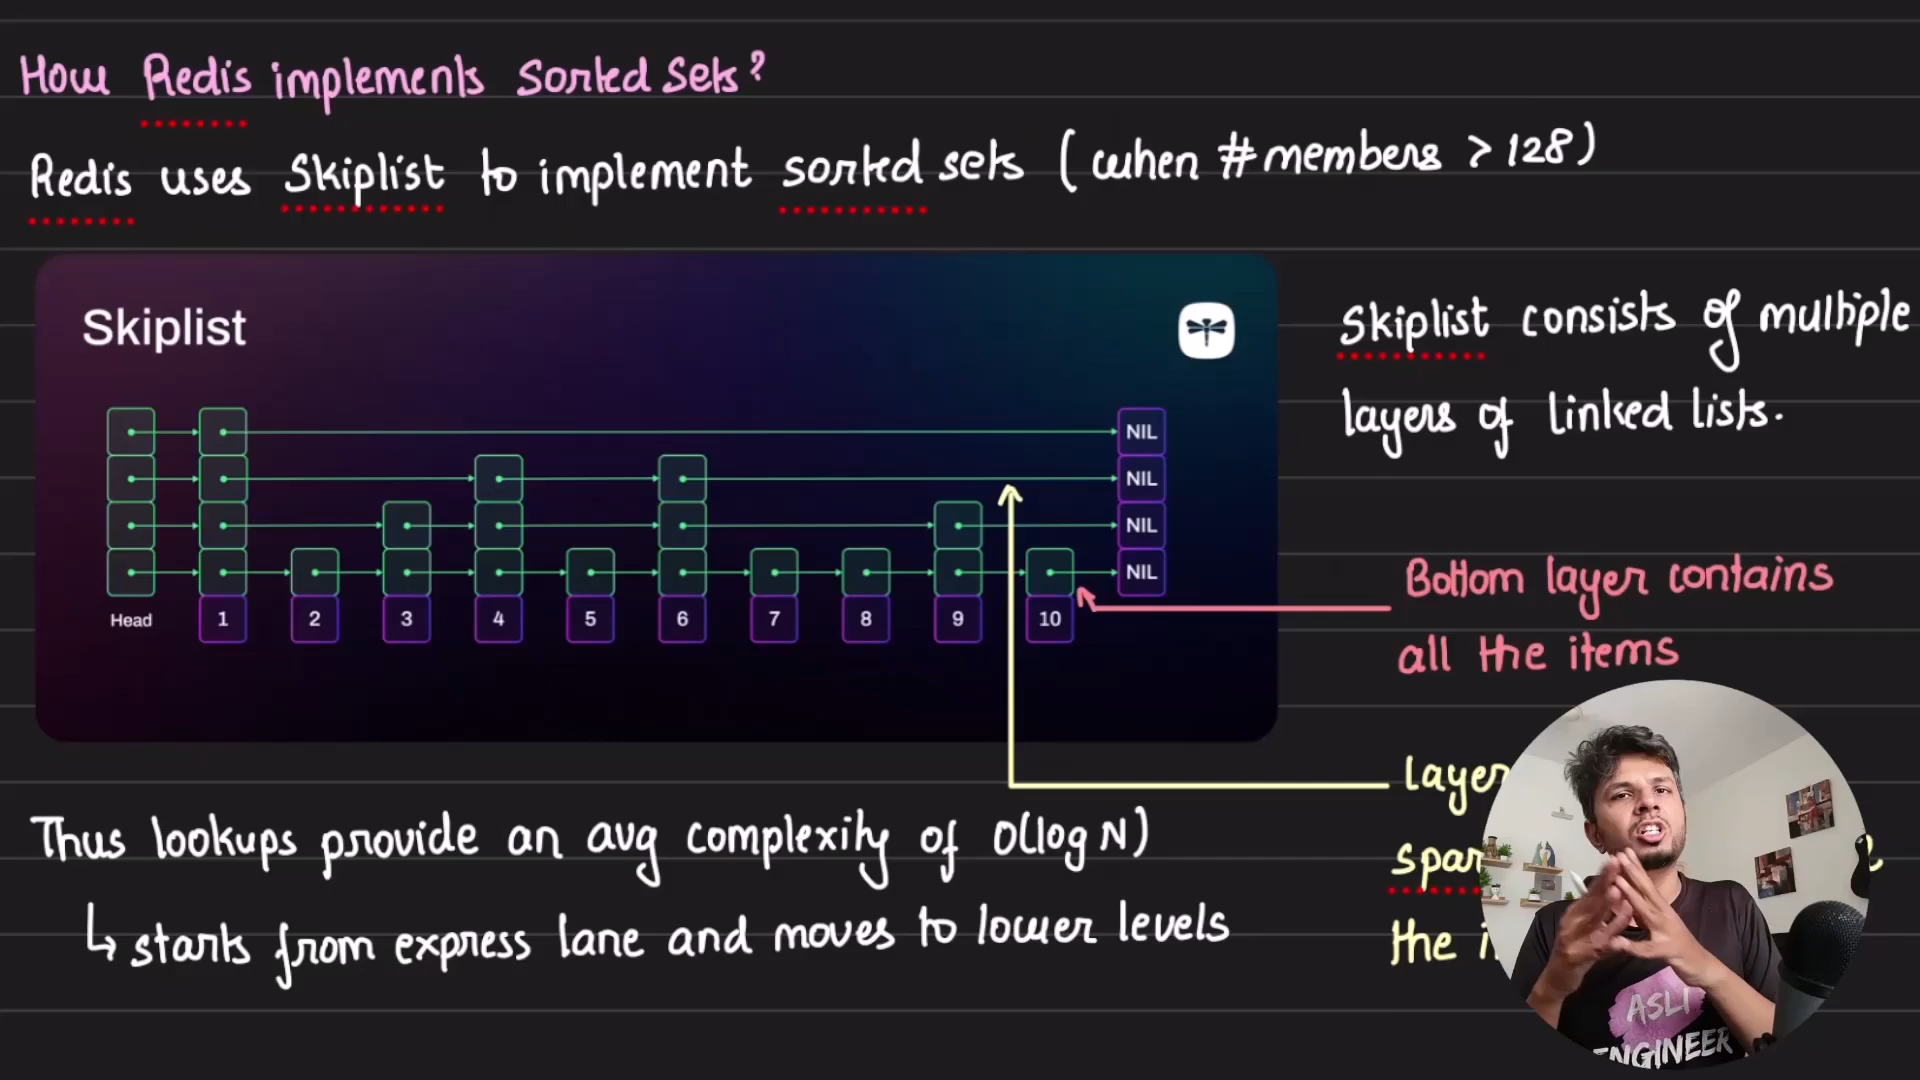 How Redis implements Sorted Sets?
Redis uses Skiplist to implement sorted sets (when # members > 128)
Skiplist
Skiplist consists of multiple
layers of linked lists.
NIL
NIL
NIL
NIL
Head 1 2 3 4 5 6 7 8 9 10
Bottom layer contains
all the items
Thus lookups provide an avg complexity of O(log N)
↳ starts from express lane and moves to lower levels
the
ASLI
ENGINEER